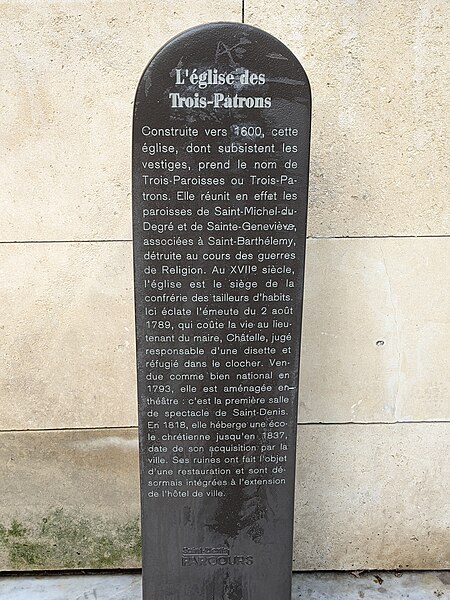 L'église des
Trois-Patrons
Construite vers 1600, cette
église, dont subsistent les
vestiges, prend le nom de
Trois-Paroisses ou Trois-Pa-
trons. Elle réunit en effet les
paroisses de Saint-Michel-du-
Degré et de Sainte-Geneviève,
associées à Saint-Barthélemy,
détruite au cours des guerres
de Religion. Au XVIIe siècle,
l'église est le siège de la
confrérie des tailleurs d'habits.
Ici éclate l'émeute du 2 août
1789, qui coûte la vie au lieu-
tenant du maire, Châtelle, jugé
responsable d'une disette et
réfugié dans le clocher. Ven-
due comme bien national en
1793, elle est aménagée en
théâtre : c'est la première salle
de spectacle de Saint-Denis.
En 1818, elle héberge une éco-
le chrétienne jusqu'en 1837,
date de son acquisition par la
ville. Ses ruines ont fait l'objet
d'une restauration et sont dé-
sormais intégrées à l'extension
de l'hôtel de ville.
Saint-Denis
PARCOURS